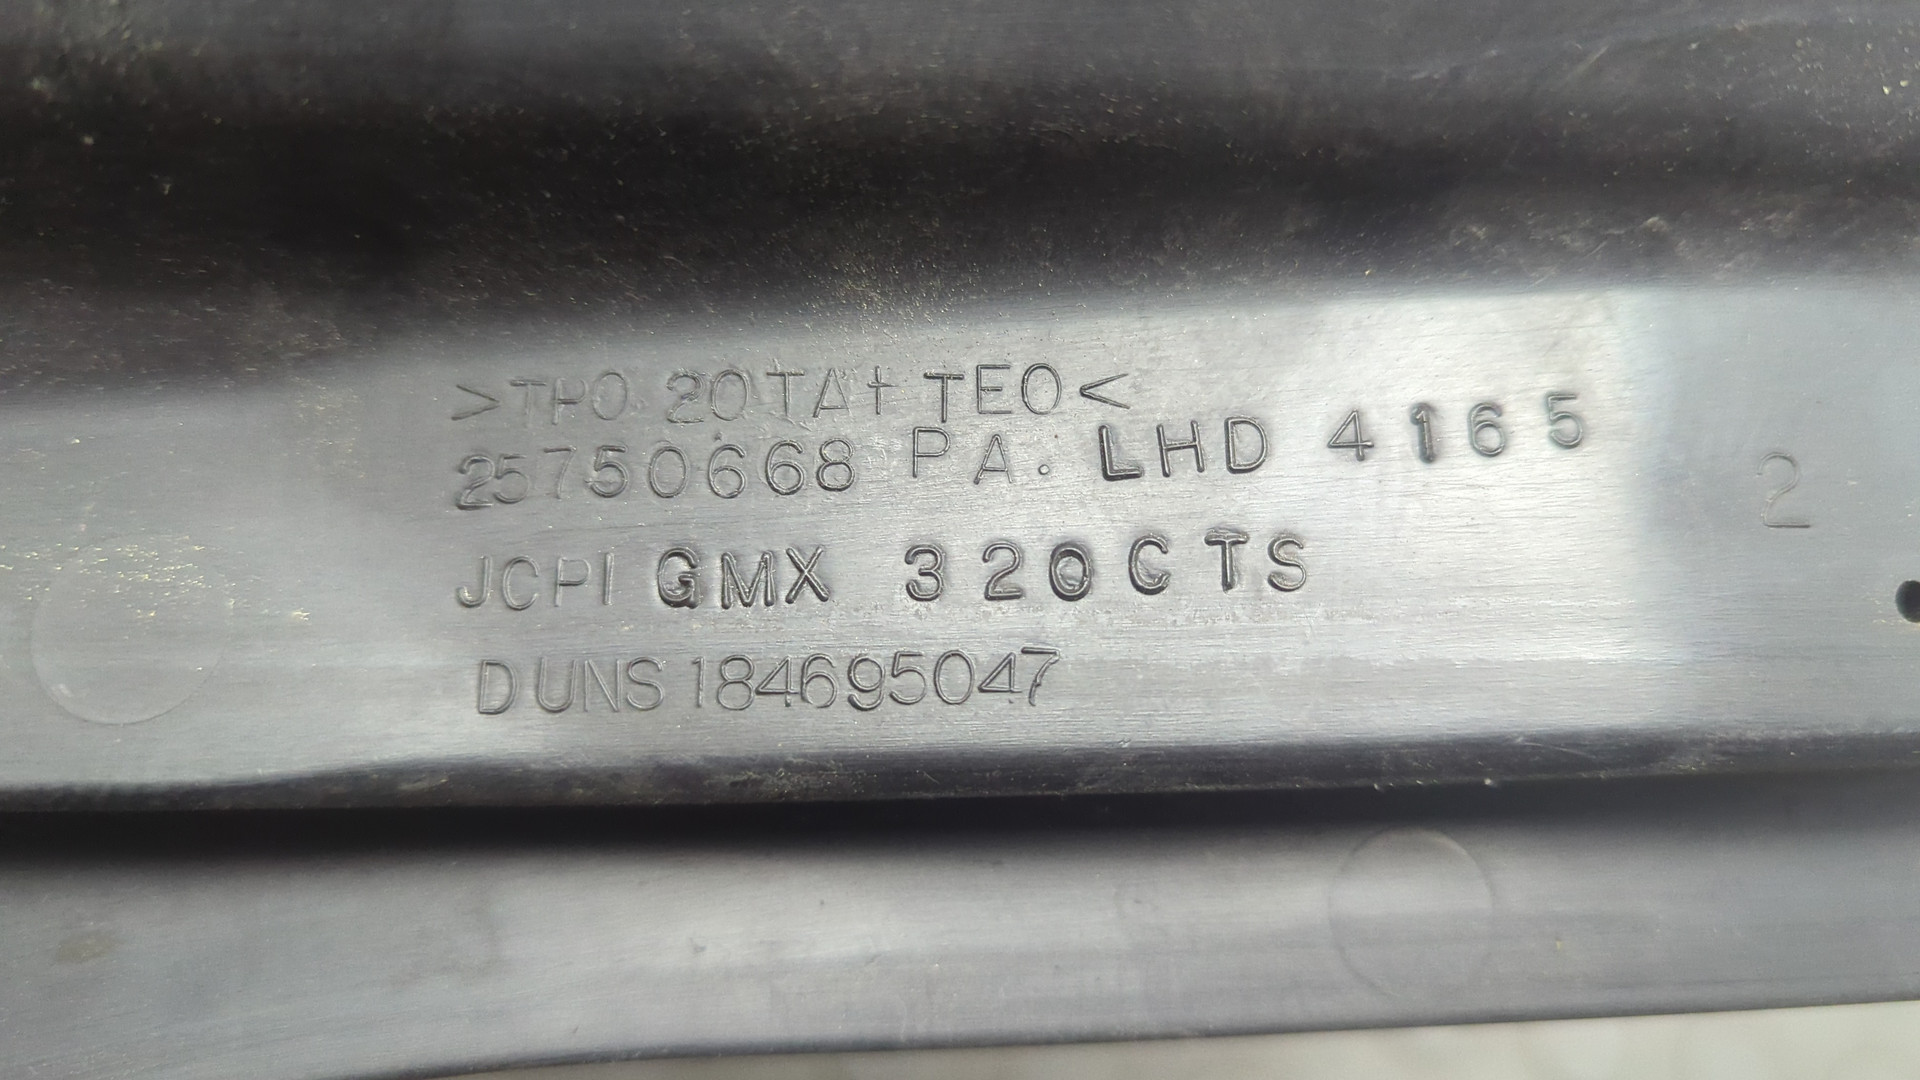 >TPO 20TA+ TEO<
25750668 PA. LHD 4165
2
JCPI GMX 320CTS
DUNS 184695047